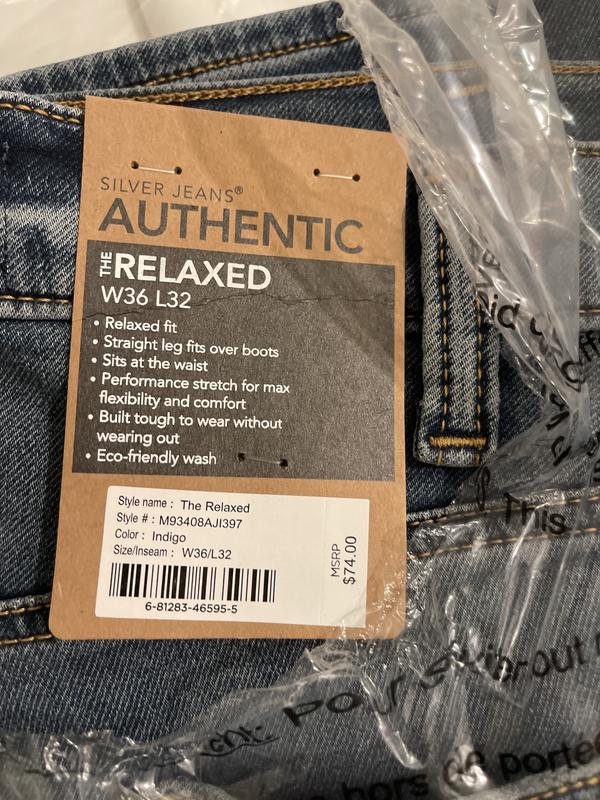 SILVER JEANS®
AUTHENTIC
THE RELAXED
W36 L32
• Relaxed fit
• Straight leg fits over boots
• Sits at the waist
• Performance stretch for max
flexibility and comfort
• Built tough to wear without
wearing out
• Eco-friendly wash
Style name : The Relaxed
Style # : M93408AJI397
Color : Indigo
Size/Inseam : W36/L32
6-81283-46595-5
MSRP
$74.00
This
pour
hors de